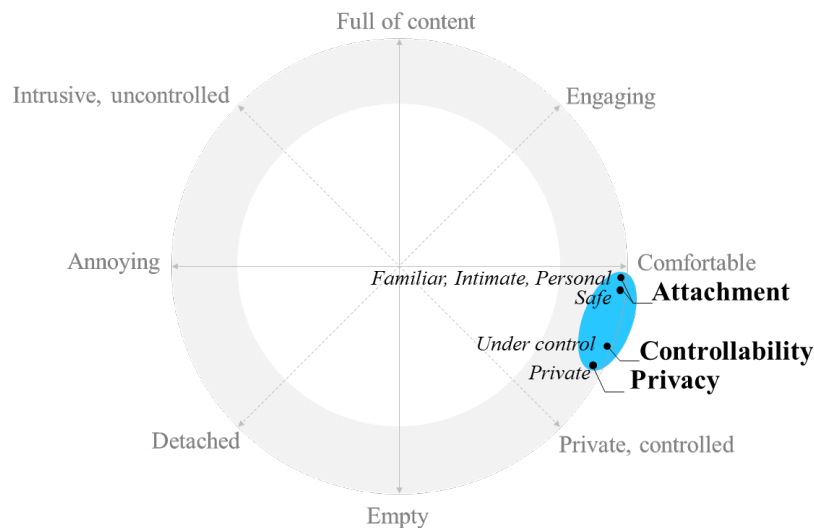 Full of content
Intrusive, uncontrolled
Engaging
Annoying
Comfortable
Familiar, Intimate, Personal
Safe
Attachment
Under control
Controllability
Private
Privacy
Detached
Private, controlled
Empty